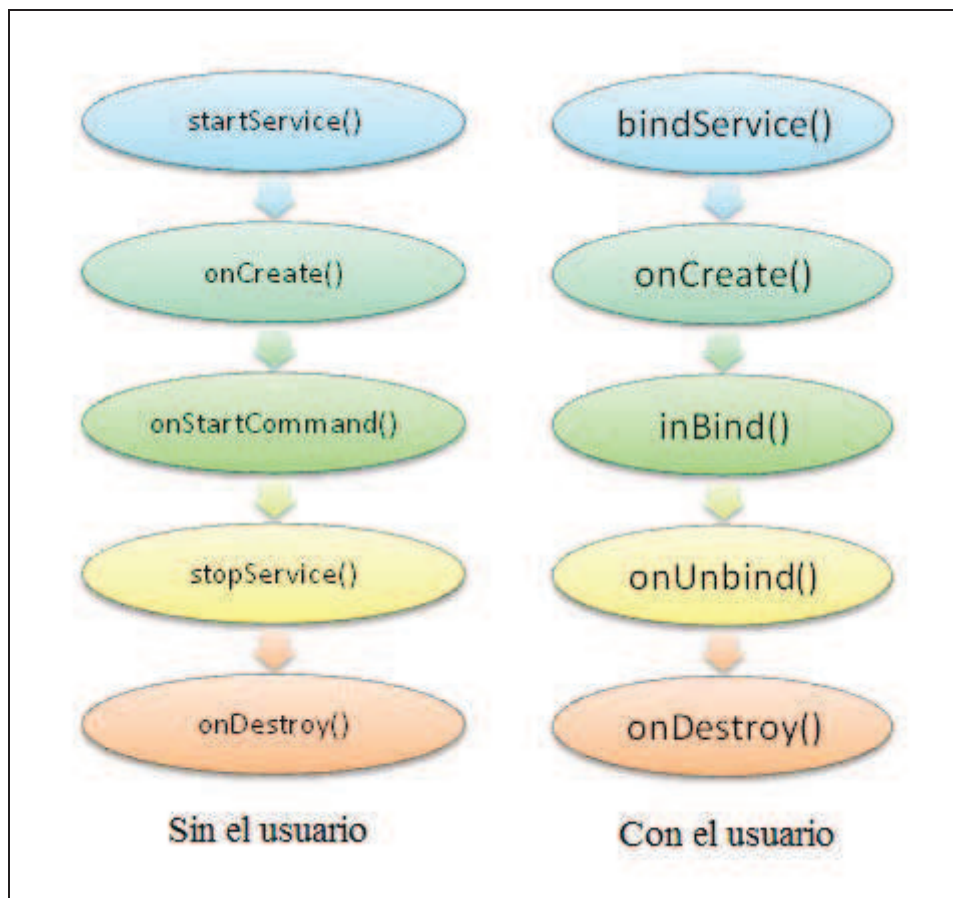 startService()
onCreate()
onStartCommand()
stopService()
onDestroy()
Sin el usuario
bindService()
onCreate()
inBind()
onUnbind()
onDestroy()
Con el usuario